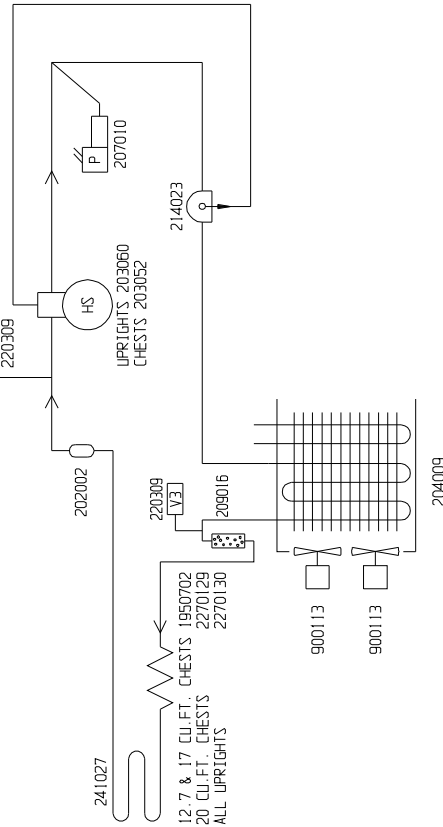 220309
HS
UPRIGHTS 203060
CHESTS 203052
P
207010
214023
202002
220309
V3
209016
241027
12.7 & 17 CU.FT. CHESTS 1950702
20 CU.FT. CHESTS 2270129
ALL UPRIGHTS 2270130
900113
900113
204009